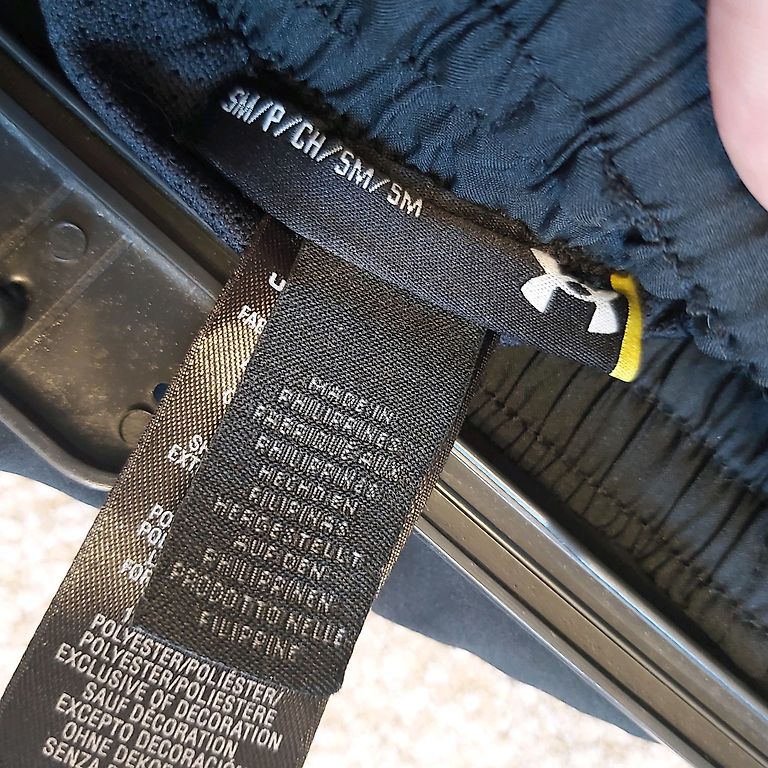 SM/P/CH/SM/SM
MADE IN
PHILIPPINES
FABRIQUÉ AUX
PHILIPPINES
HECHO EN
FILIPINAS
HERGESTELLT
AUF DEN
PHILIPPINEN
PRODOTTO NELLE
FILIPPINE
POLYESTER/POLIÉSTER/
POLYESTER/POLIESTERE
EXCLUSIVE OF DECORATION
SAUF DÉCORATION
EXCEPTO DECORACIÓN
OHNE
SENZA